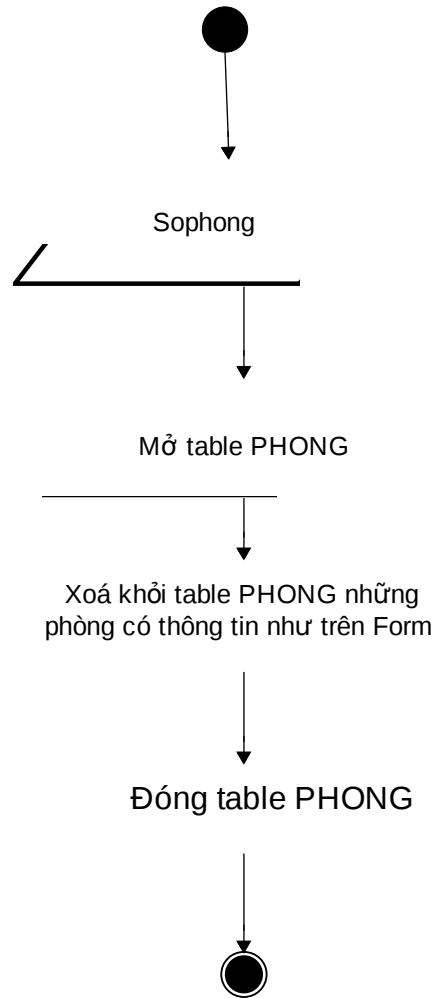 Sophong
Mở table PHONG
Xoá khỏi table PHONG những
phòng có thông tin như trên Form
Đóng table PHONG